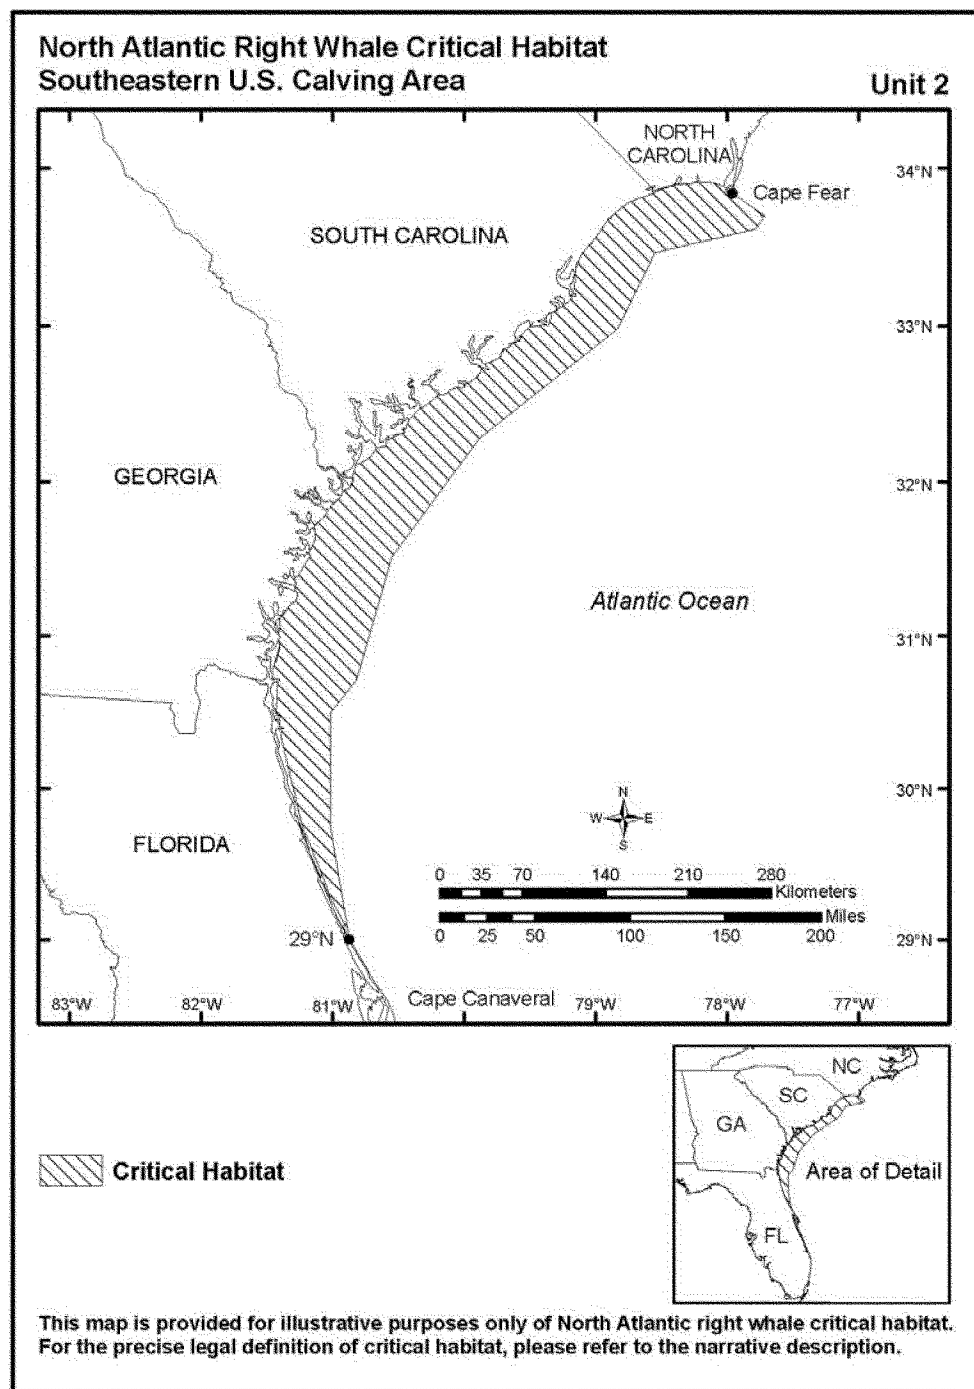 North Atlantic Right Whale Critical Habitat
Southeastern U.S. Calving Area
Unit 2
NORTH
CAROLINA
34°N
Cape Fear
SOUTH CAROLINA
33°N
GEORGIA
32°N
Atlantic Ocean
31°N
N
W E
S
30°N
FLORIDA
0 35 70 140 210 280
Kilometers
Miles
0 25 50 100 150 200
29°N
29°N
83°W 82°W 81°W Cape Canaveral 79°W 78°W 77°W
NC
SC
GA
Area of Detail
FL
Critical Habitat
This map is provided for illustrative purposes only of North Atlantic right whale critical habitat.
For the precise legal definition of critical habitat, please refer to the narrative description.